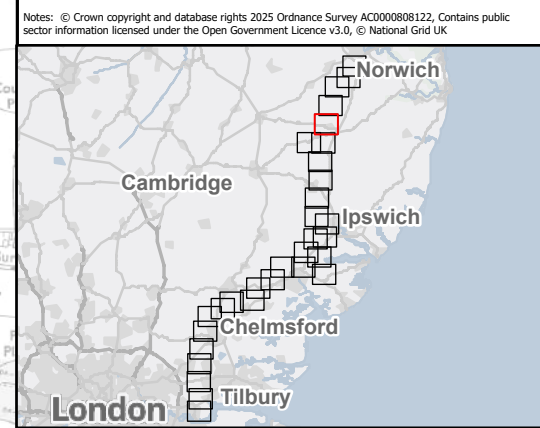 Notes: © Crown copyright and database rights 2025 Ordnance Survey AC0000808122, Contains public
sector information licensed under the Open Government Licence v3.0, © National Grid UK
Norwich
Cambridge
Ipswich
Chelmsford
Tilbury
London